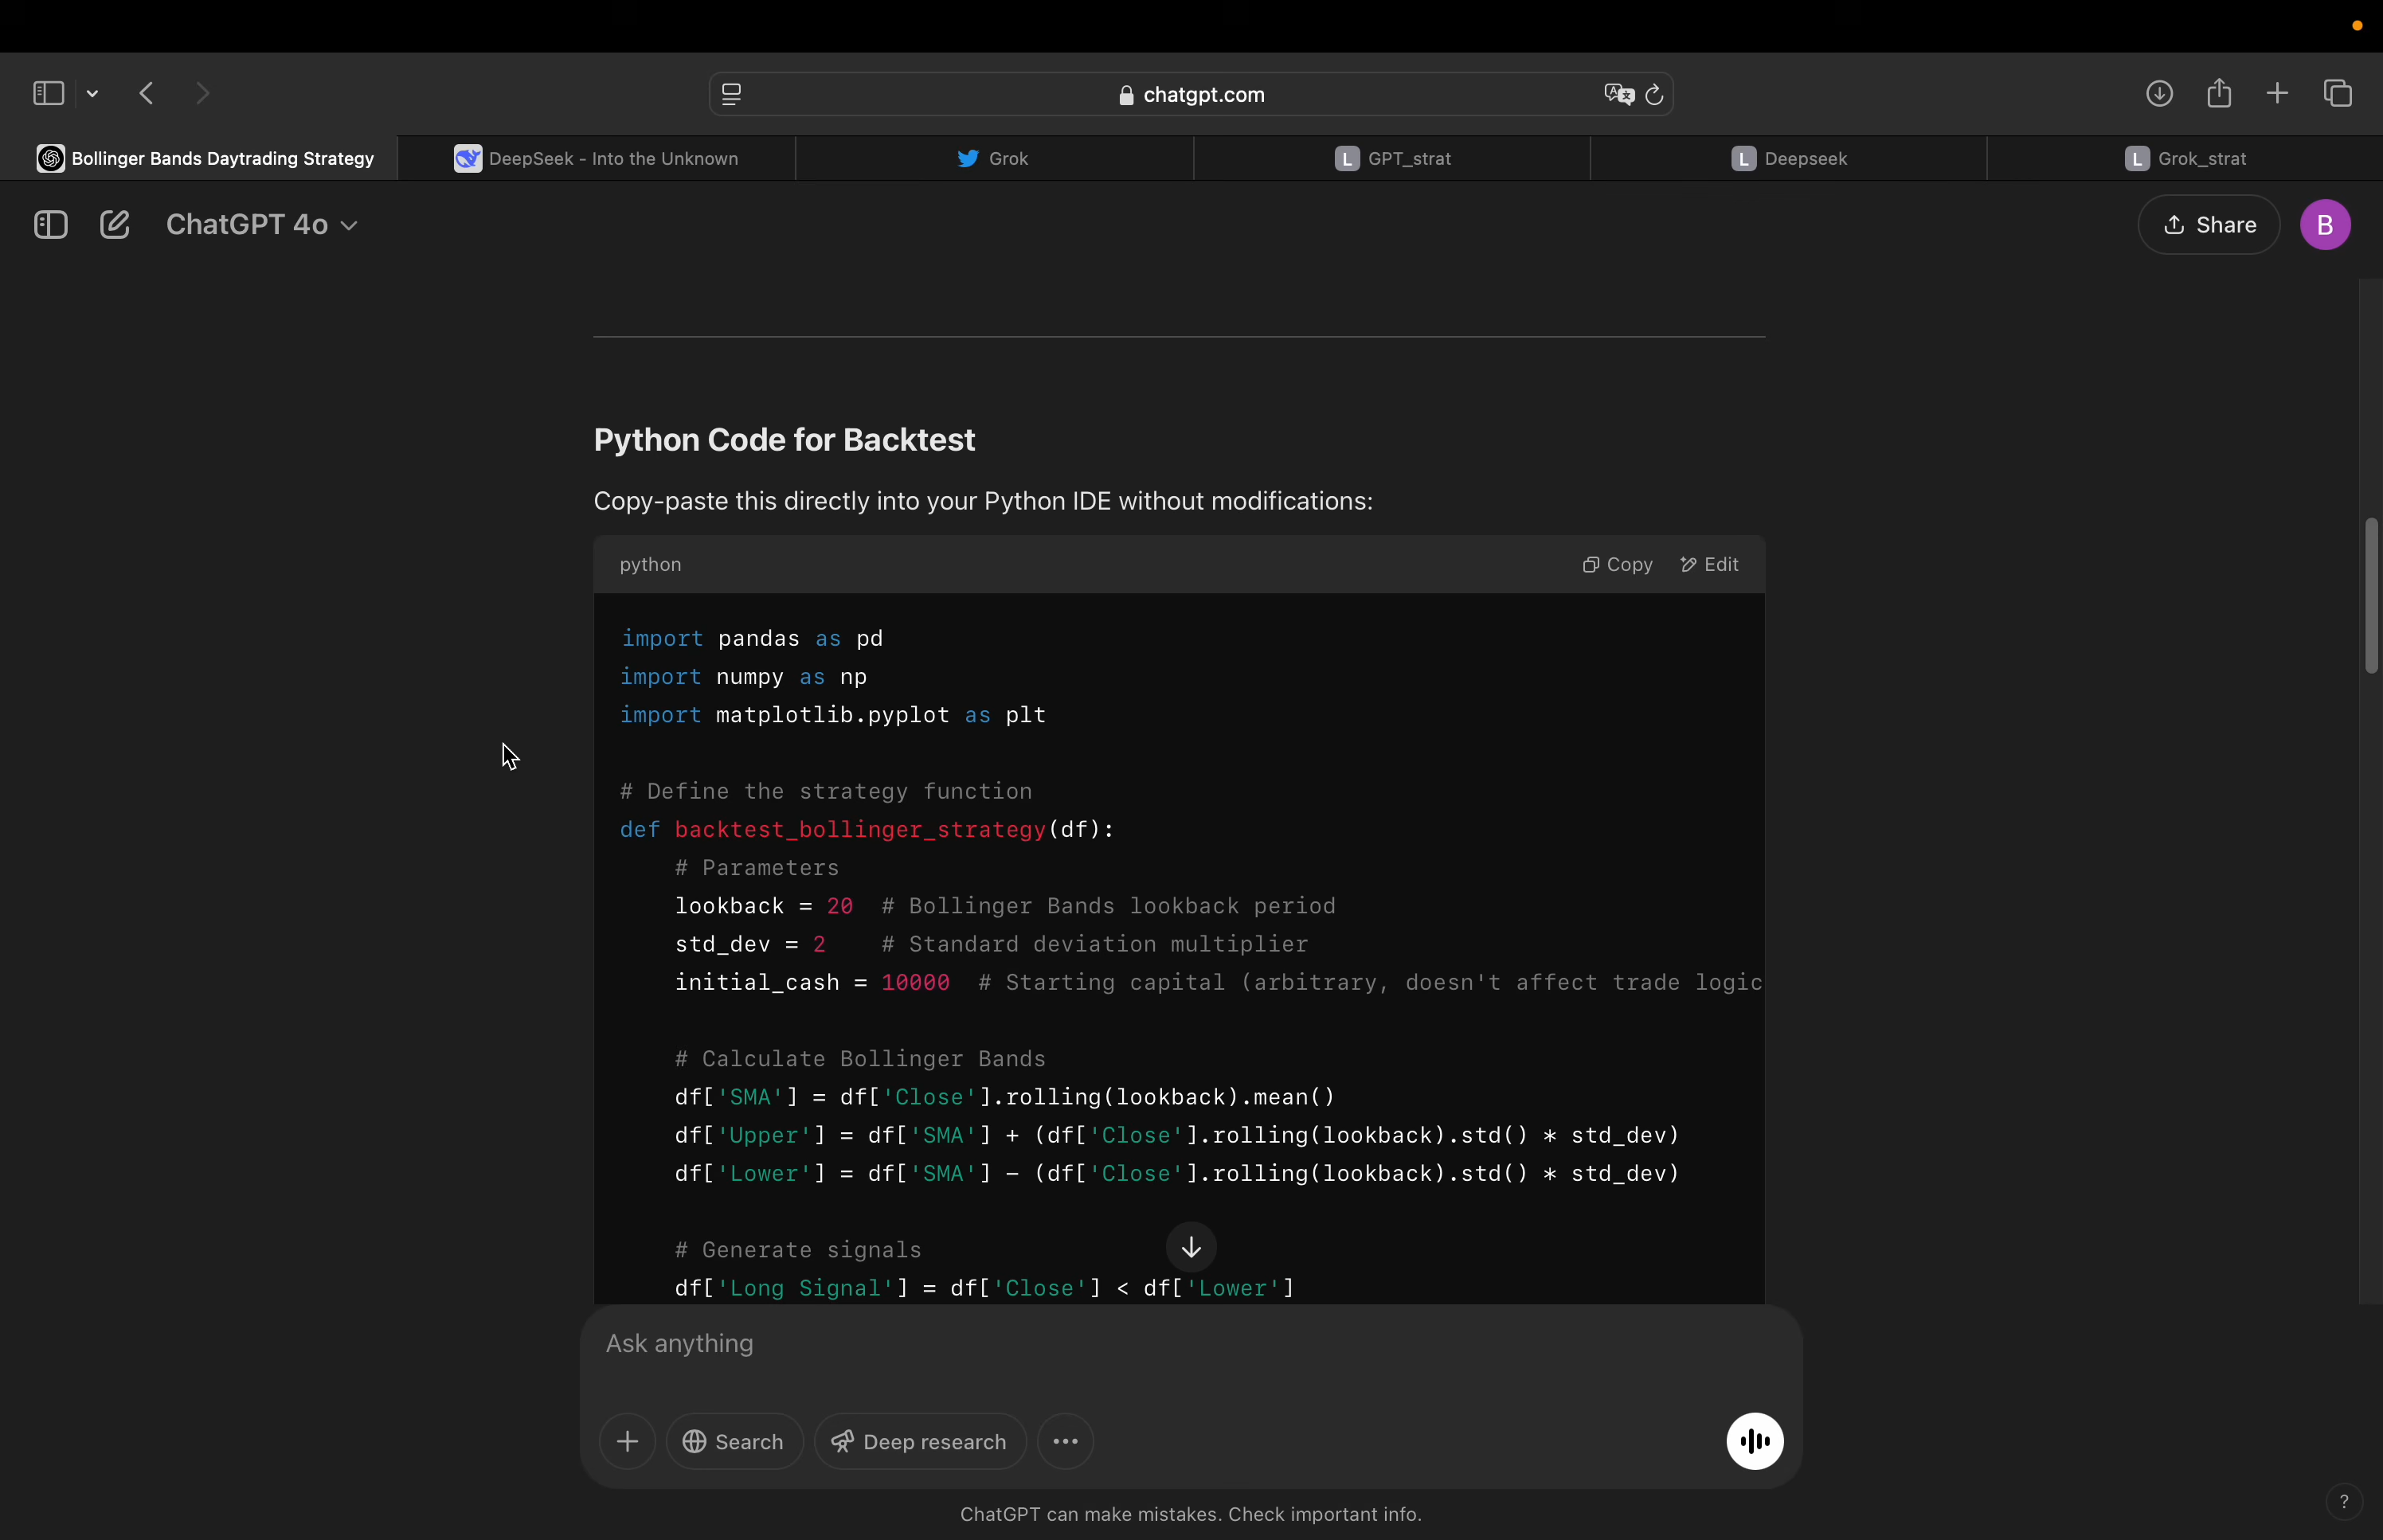 chatgpt.com
Bollinger Bands Daytrading Strategy
DeepSeek - Into the Unknown
Grok
L GPT_strat
L Deepseek
L Grok_strat
ChatGPT 4o
Share
B
Python Code for Backtest
Copy-paste this directly into your Python IDE without modifications:
python
Copy
Edit
import pandas as pd
import numpy as np
import matplotlib.pyplot as plt
# Define the strategy function
def backtest_bollinger_strategy(df):
# Parameters
lookback = 20 # Bollinger Bands lookback period
std_dev = 2 # Standard deviation multiplier
initial_cash = 10000 # Starting capital (arbitrary, doesn't affect trade logic
# Calculate Bollinger Bands
df['SMA'] = df['Close'].rolling(lookback).mean()
df['Upper'] = df['SMA'] + (df['Close'].rolling(lookback).std() * std_dev)
df['Lower'] = df['SMA'] - (df['Close'].rolling(lookback).std() * std_dev)
# Generate signals
df['Long Signal'] = df['Close'] < df['Lower']
Ask anything
Search
Deep research
ChatGPT can make mistakes. Check important info.
?